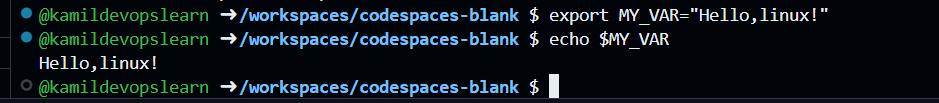 @kamildevopslearn ➜/workspaces/codespaces-blank $ export MY_VAR="Hello,linux!"
@kamildevopslearn ➜/workspaces/codespaces-blank $ echo $MY_VAR
Hello,linux!
@kamildevopslearn ➜/workspaces/codespaces-blank $